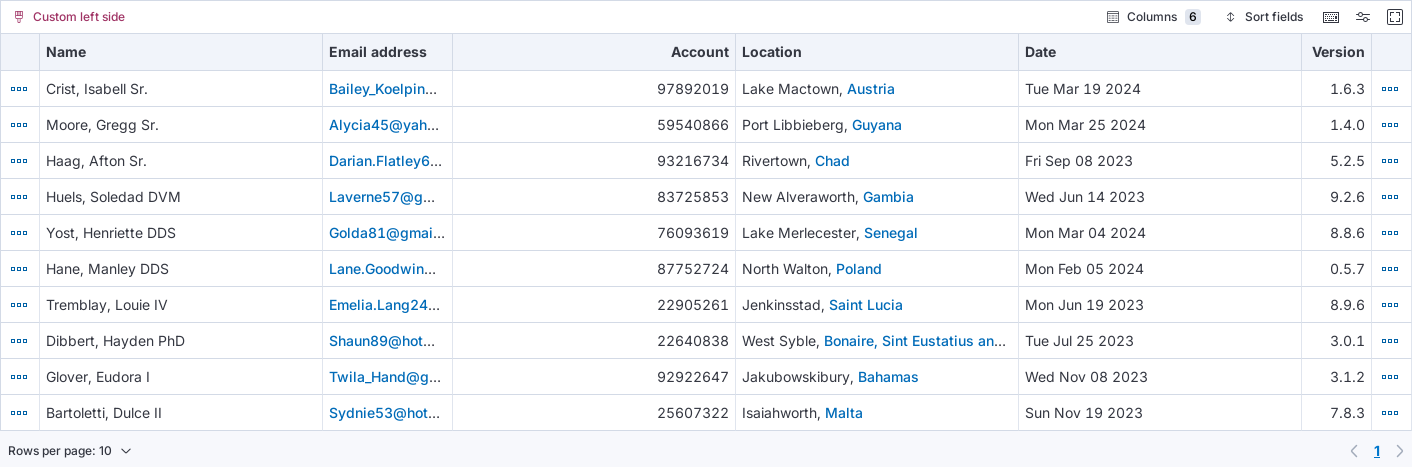 Custom left side Columns 6 Sort fields
Name Email address Account Location Date Version
Crist, Isabell Sr. Bailey_Koelpin... 97892019 Lake Mactown, Austria Tue Mar 19 2024 1.6.3
Moore, Gregg Sr. Alycia45@yah... 59540866 Port Libbieberg, Guyana Mon Mar 25 2024 1.4.0
Haag, Afton Sr. Darian.Flatley6... 93216734 Rivertown, Chad Fri Sep 08 2023 5.2.5
Huels, Soledad DVM Laverne57@g... 83725853 New Alveraworth, Gambia Wed Jun 14 2023 9.2.6
Yost, Henriette DDS Golda81@gmai... 76093619 Lake Merlecester, Senegal Mon Mar 04 2024 8.8.6
Hane, Manley DDS Lane.Goodwin... 87752724 North Walton, Poland Mon Feb 05 2024 0.5.7
Tremblay, Louie IV Emelia.Lang24... 22905261 Jenkinsstad, Saint Lucia Mon Jun 19 2023 8.9.6
Dibbert, Hayden PhD Shaun89@hot... 22640838 West Syble, Bonaire, Sint Eustatius an... Tue Jul 25 2023 3.0.1
Glover, Eudora I Twila_Hand@g... 92922647 Jakubowskibury, Bahamas Wed Nov 08 2023 3.1.2
Bartoletti, Dulce II Sydnie53@hot... 25607322 Isaiahworth, Malta Sun Nov 19 2023 7.8.3
Rows per page: 10 1